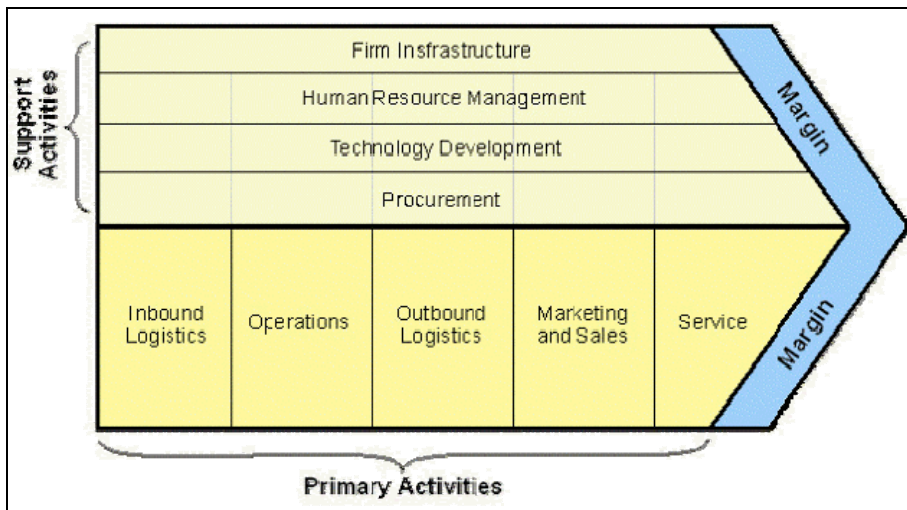 Support
Activities
Firm Insfrastructure
Human Resource Management
Technology Development
Procurement
Margin
Inbound
Logistics
Operations
Outbound
Logistics
Marketing
and Sales
Service
Margin
Primary Activities